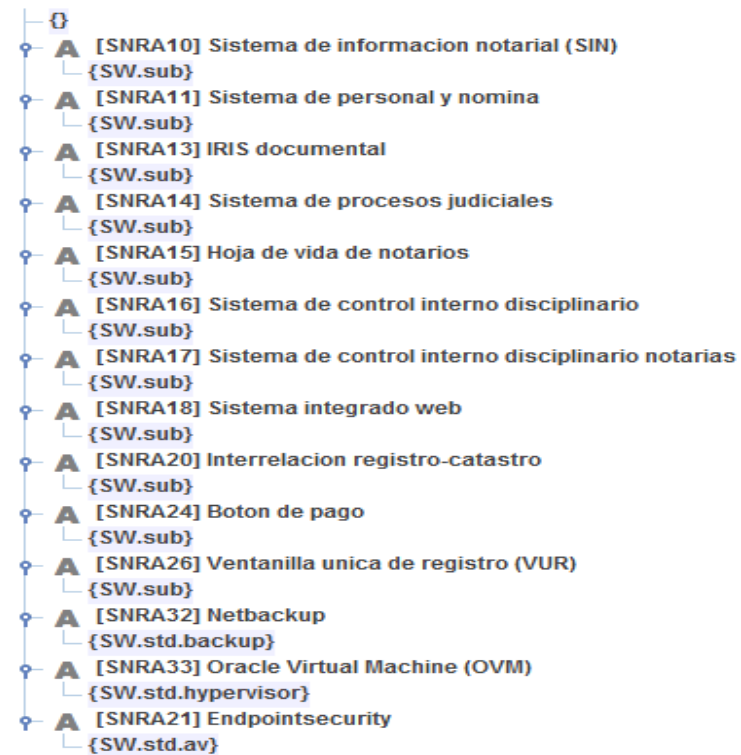 {}
A [SNRA10] Sistema de informacion notarial (SIN)
{SW.sub}
A [SNRA11] Sistema de personal y nomina
{SW.sub}
A [SNRA13] IRIS documental
{SW.sub}
A [SNRA14] Sistema de procesos judiciales
{SW.sub}
A [SNRA15] Hoja de vida de notarios
{SW.sub}
A [SNRA16] Sistema de control interno disciplinario
{SW.sub}
A [SNRA17] Sistema de control interno disciplinario notarias
{SW.sub}
A [SNRA18] Sistema integrado web
{SW.sub}
A [SNRA20] Interrelacion registro-catastro
{SW.sub}
A [SNRA24] Boton de pago
{SW.sub}
A [SNRA26] Ventanilla unica de registro (VUR)
{SW.sub}
A [SNRA32] Netbackup
{SW.std.backup}
A [SNRA33] Oracle Virtual Machine (OVM)
{SW.std.hypervisor}
A [SNRA21] Endpointsecurity
{SW.std.av}